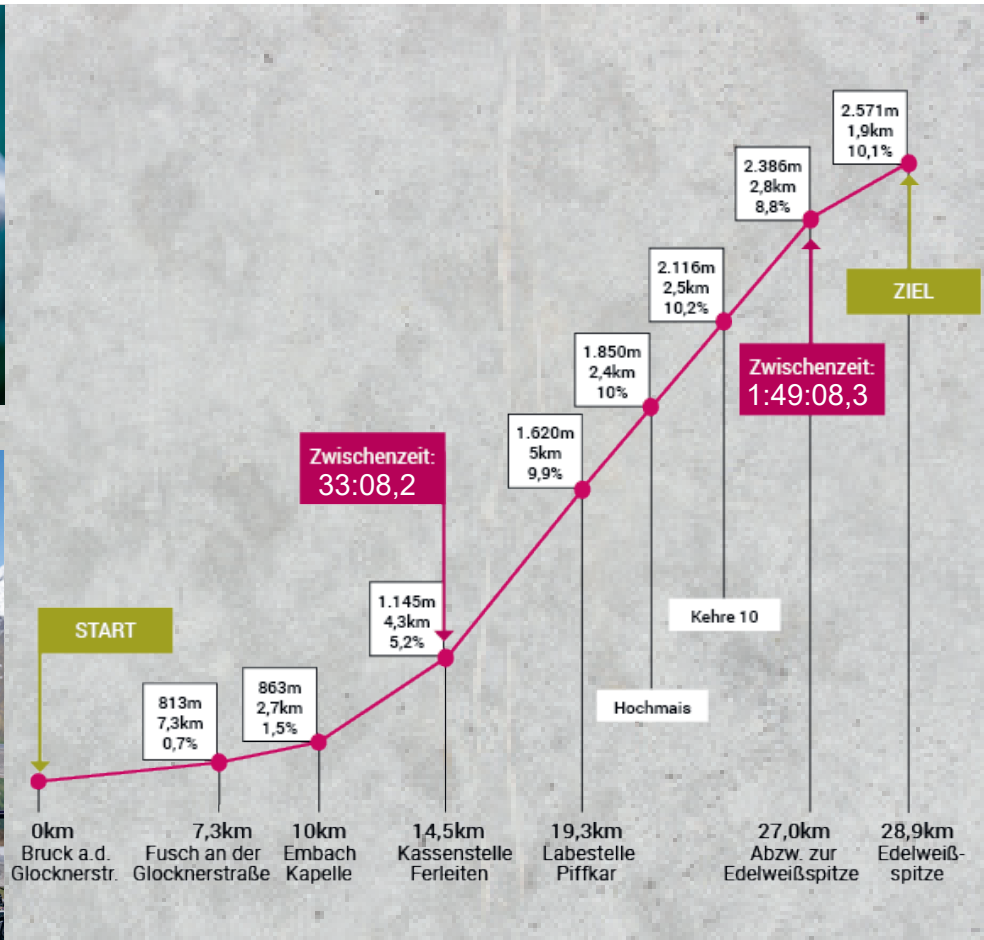 2.571m
1,9km
10,1%
2.386m
2,8km
8,8%
ZIEL
2.116m
2,5km
10,2%
1.850m
2,4km
10%
Zwischenzeit:
1:49:08,3
1.620m
5km
9,9%
Zwischenzeit:
33:08,2
1.145m
4,3km
5,2%
START
Kehre 10
863m
2,7km
1,5%
813m
7,3km
0,7%
Hochmais
0km
Bruck a.d.
Glocknerstr.
7,3km
Fusch an der
Glocknerstraße
10km
Embach
Kapelle
14,5km
Kassenstelle
Ferleiten
19,3km
Labestelle
Piffkar
27,0km
Abzw. zur
Edelweißspitze
28,9km
Edelweiß-
spitze